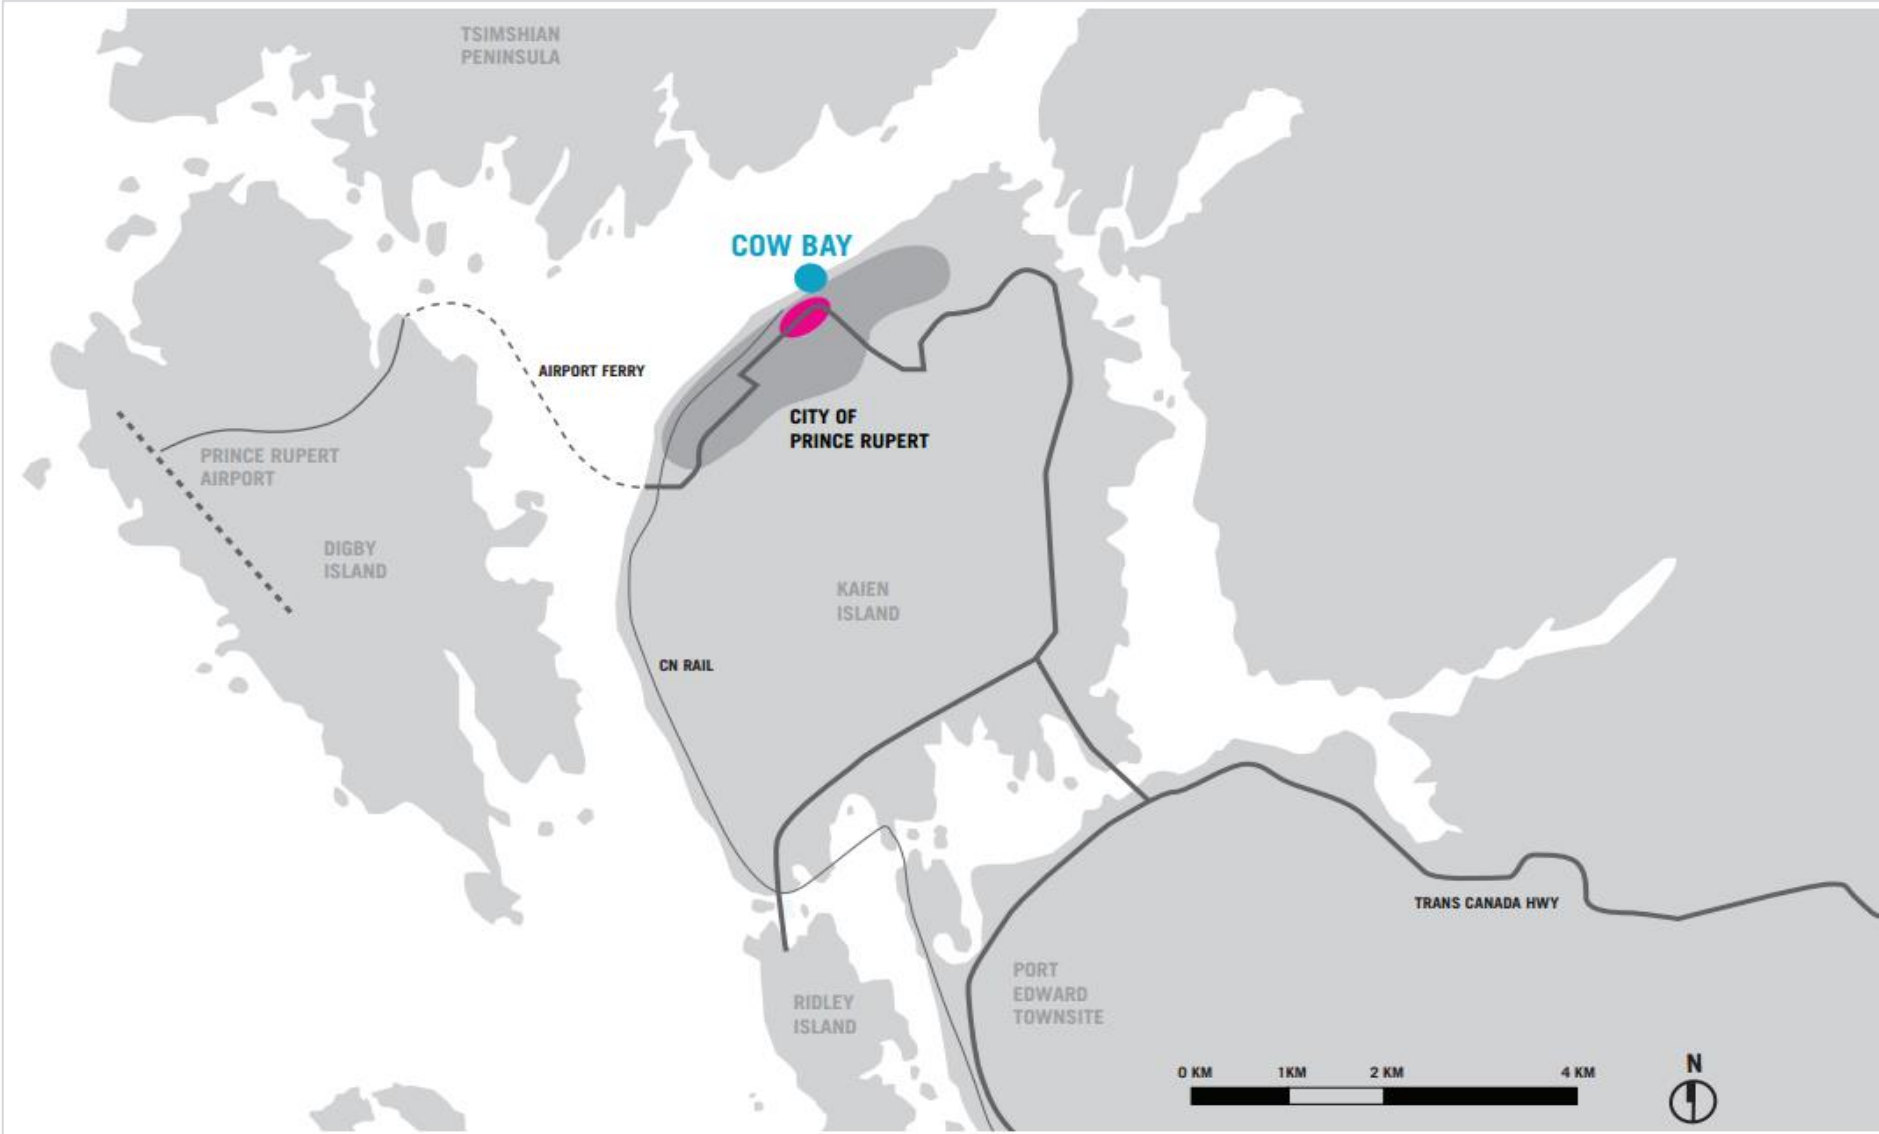 TSIMSHIAN
PENINSULA
COW BAY
AIRPORT FERRY
CITY OF
PRINCE RUPERT
PRINCE RUPERT
AIRPORT
DIGBY
ISLAND
KAIEN
ISLAND
CN RAIL
TRANS CANADA HWY
PORT
EDWARD
TOWNSITE
RIDLEY
ISLAND
0 KM 1KM 2 KM 4 KM
N